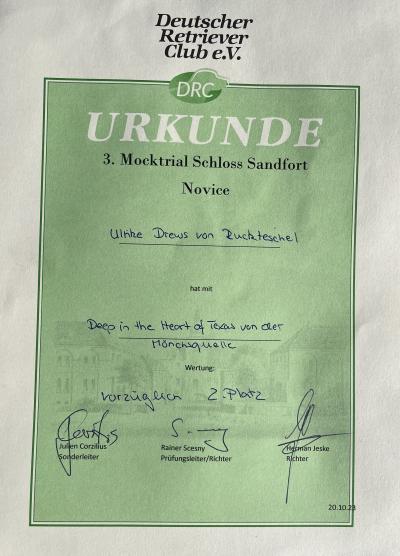 Deutscher
Retriever
Club e.V.
DRC
URKUNDE
3. Mocktrial Schloss Sandfort
Novice
Ulrike Drews von Ruckteschel
hat mit
Deep in the Heart of Texas von der
Mönchsquelle
Wertung:
vorzüglich 2. Platz
Julien Corzilius Rainer Scesny Herman Jeske
Sonderleiter Prüfungsleiter/Richter Richter
20.10.23